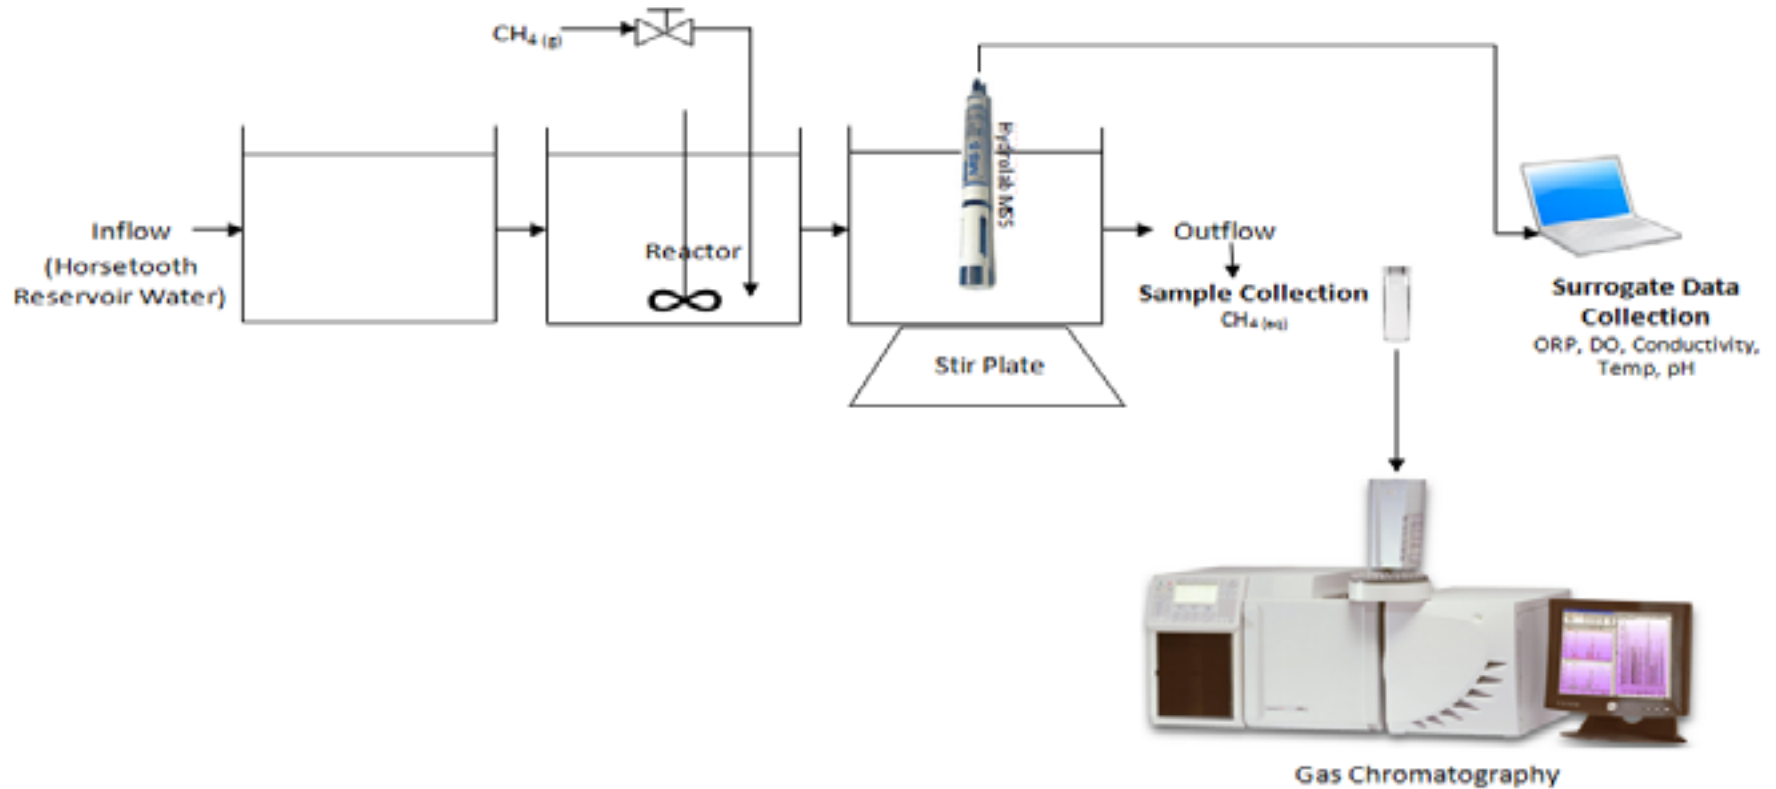 CH4 (g)
Inflow
(Horsetooth
Reservoir Water)
Reactor
Hydrolab MS5
Stir Plate
Outflow
Sample Collection
CH4 (aq)
Surrogate Data
Collection
ORP, DO, Conductivity,
Temp, pH
Gas Chromatography